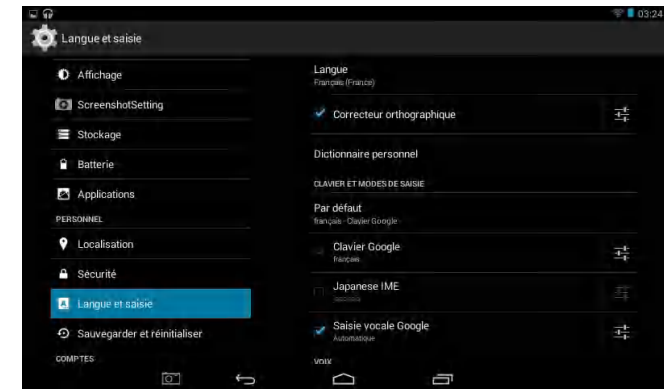 03:24
Langue et saisie
Affichage
ScreenshotSetting
Stockage
Batterie
Applications
PERSONNEL
Localisation
Sécurité
Langue et saisie
Sauvegarder et réinitialiser
COMPTES
Langue
Français (France)
Correcteur orthographique
Dictionnaire personnel
CLAVIER ET MODES DE SAISIE
Par défaut
français - Clavier Google
Clavier Google
français
Japanese IME
Saisie vocale Google
Automatique
VOIX